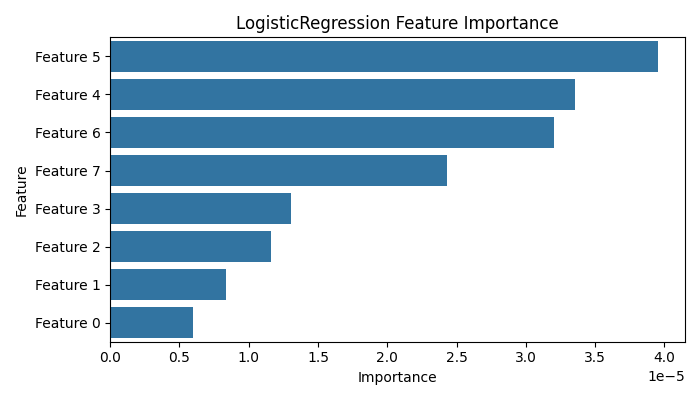 LogisticRegression Feature Importance
Feature 5
Feature 4
Feature 6
Feature 7
Feature 3
Feature 2
Feature 1
Feature 0
Feature
0.0 0.5 1.0 1.5 2.0 2.5 3.0 3.5 4.0
1e−5
Importance